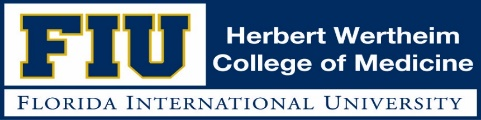 FIU
Herbert Wertheim
College of Medicine
FLORIDA INTERNATIONAL UNIVERSITY